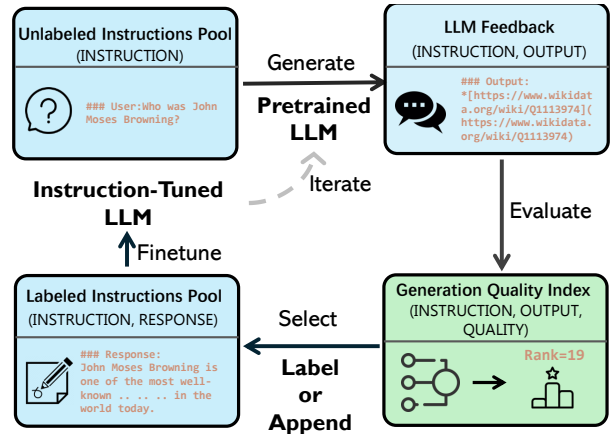 Unlabeled Instructions Pool
(INSTRUCTION)
### User:Who was John
Moses Browning?
Generate
Pretrained
LLM
LLM Feedback
(INSTRUCTION, OUTPUT)
### Output:
*[https://www.wikidat
a.org/wiki/Q1113974](
https://www.wikidata.
org/wiki/Q1113974)
Instruction-Tuned
LLM
Iterate
Evaluate
Finetune
Labeled Instructions Pool
(INSTRUCTION, RESPONSE)
### Response:
John Moses Browning is
one of the most well-
known .. .. .. in the
world today.
Select
Label
or
Append
Generation Quality Index
(INSTRUCTION, OUTPUT,
QUALITY)
Rank=19